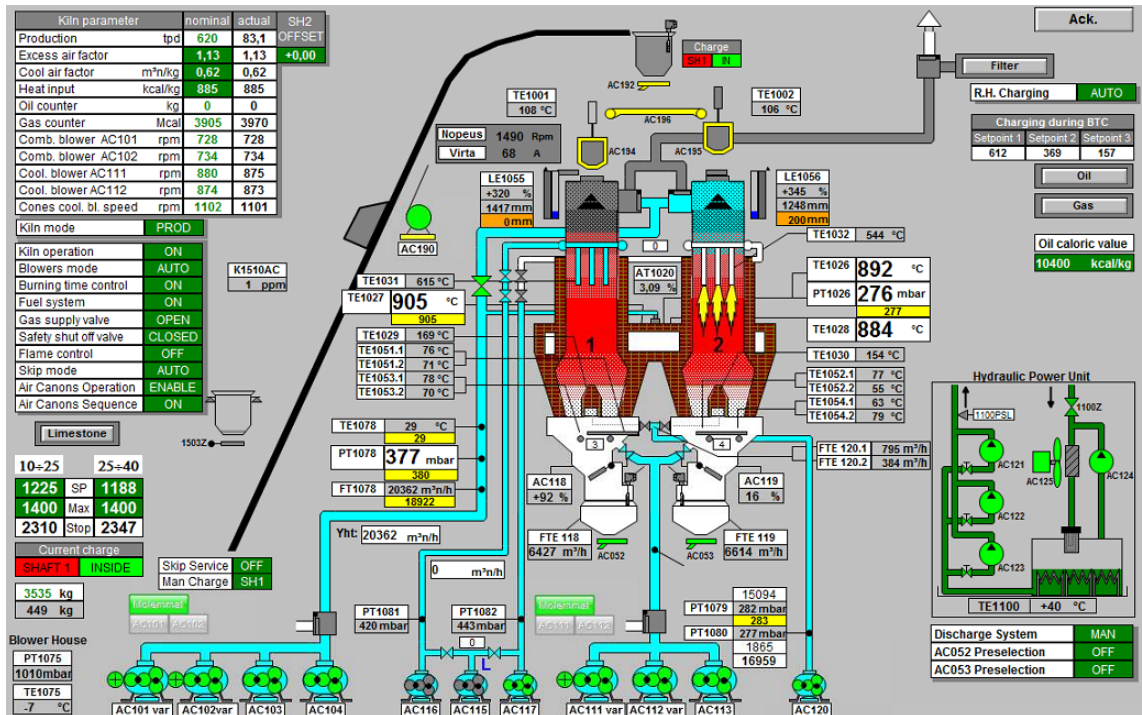 Kiln parameter nominal actual SH2 OFFSET
Production tpd 620 83,1
Excess air factor 1,13 1,13 +0,00
Cool air factor m³n/kg 0,62 0,62
Heat input kcal/kg 885 885
Oil counter kg 0 0
Gas counter Mcal 3905 3970
Comb. blower AC101 rpm 728 728
Comb. blower AC102 rpm 734 734
Cool. blower AC111 rpm 880 875
Cool. blower AC112 rpm 874 873
Cones cool. bl. speed rpm 1102 1101
Kiln mode PROD
Kiln operation ON
Blowers mode AUTO
Burning time control ON
Fuel system ON
Gas supply valve OPEN
Safety shut off valve CLOSED
Flame control OFF
Skip mode AUTO
Air Canons Operation ENABLE
Air Canons Sequence ON
Limestone
1503Z
10÷25 25÷40
1225 SP 1188
1400 Max 1400
2310 Stop 2347
Current charge
SHAFT 1 INSIDE
3535 kg
449 kg
Blower House
PT1075
1010mbar
TE1075
-7 °C
Skip Service OFF
Man Charge SH1
Molemmat
AC101 AC102
K1510AC
1 ppm
AC190
Nopeus 1490 Rpm
Virta 68 A
TE1001
108 °C
AC192
Charge
SH1 IN
TE1002
106 °C
AC196
AC194
AC195
LE1055
+320 %
1417mm
0mm
LE1056
+345 %
1248mm
200mm
0
AT1020
3,09 %
TE1031 615 °C
TE1027 905 °C
905
TE1029 169 °C
TE1051.1 76 °C
TE1051.2 71 °C
TE1053.1 78 °C
TE1053.2 70 °C
1
2
3
4
TE1032 544 °C
TE1026 892 °C
PT1026 276 mbar
277
TE1028 884 °C
TE1030 154 °C
TE1052.1 77 °C
TE1052.2 55 °C
TE1054.1 63 °C
TE1054.2 79 °C
TE1078 29 °C
29
PT1078 377 mbar
380
FT1078 20362 m³n/h
18922
Yht: 20362 m³n/h
0 m³n/h
AC118
+92 %
AC119
16 %
FTE 120.1 795 m³/h
FTE 120.2 384 m³/h
FTE 118
6427 m³/h
FTE 119
6614 m³/h
AC052
AC053
PT1081
420 mbar
PT1082
443mbar
0
L
Molemmat
AC111 AC112
15094
PT1079 282 mbar
283
PT1080 277 mbar
1865
16959
AC101 var
AC102var
AC103
AC104
AC116
AC115
AC117
AC111 var
AC112 var
AC113
AC120
Ack.
Filter
R.H. Charging AUTO
Charging during BTC
Setpoint 1 Setpoint 2 Setpoint 3
612 369 157
Oil
Gas
Oil caloric value
10400 kcal/kg
Hydraulic Power Unit
1100PSL
1100Z
AC121
AC125
AC124
AC122
AC123
TE1100 +40 °C
Discharge System MAN
AC052 Preselection OFF
AC053 Preselection OFF